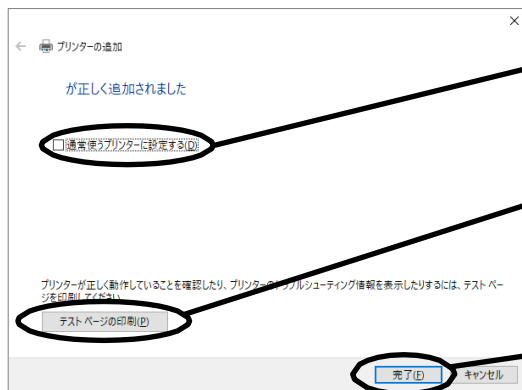 プリンターの追加
が正しく追加されました
通常使うプリンターに設定する(D)
プリンターが正しく動作していることを確認したり、プリンターのトラブルシューティング情報を表示したりするには、テスト ペー
ジを印刷してください。
テスト ページの印刷(P)
完了(F)
キャンセル